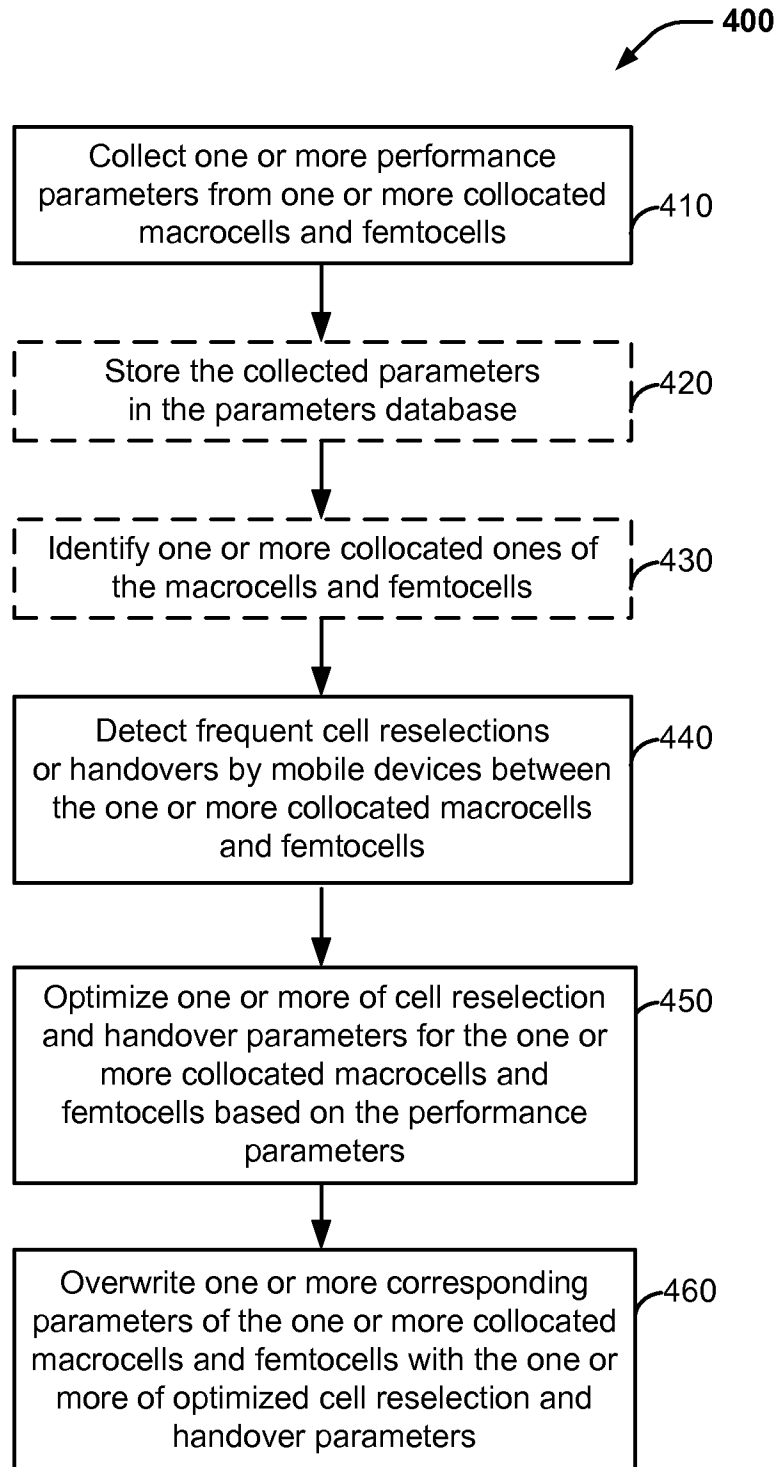 400
Collect one or more performance
parameters from one or more collocated
macrocells and femtocells
410
Store the collected parameters
in the parameters database
420
Identify one or more collocated ones of
the macrocells and femtocells
430
Detect frequent cell reselections
or handovers by mobile devices between
the one or more collocated macrocells
and femtocells
440
Optimize one or more of cell reselection
and handover parameters for the one or
more collocated macrocells and
femtocells based on the performance
parameters
450
Overwrite one or more corresponding
parameters of the one or more collocated
macrocells and femtocells with the one or
more of optimized cell reselection and
handover parameters
460